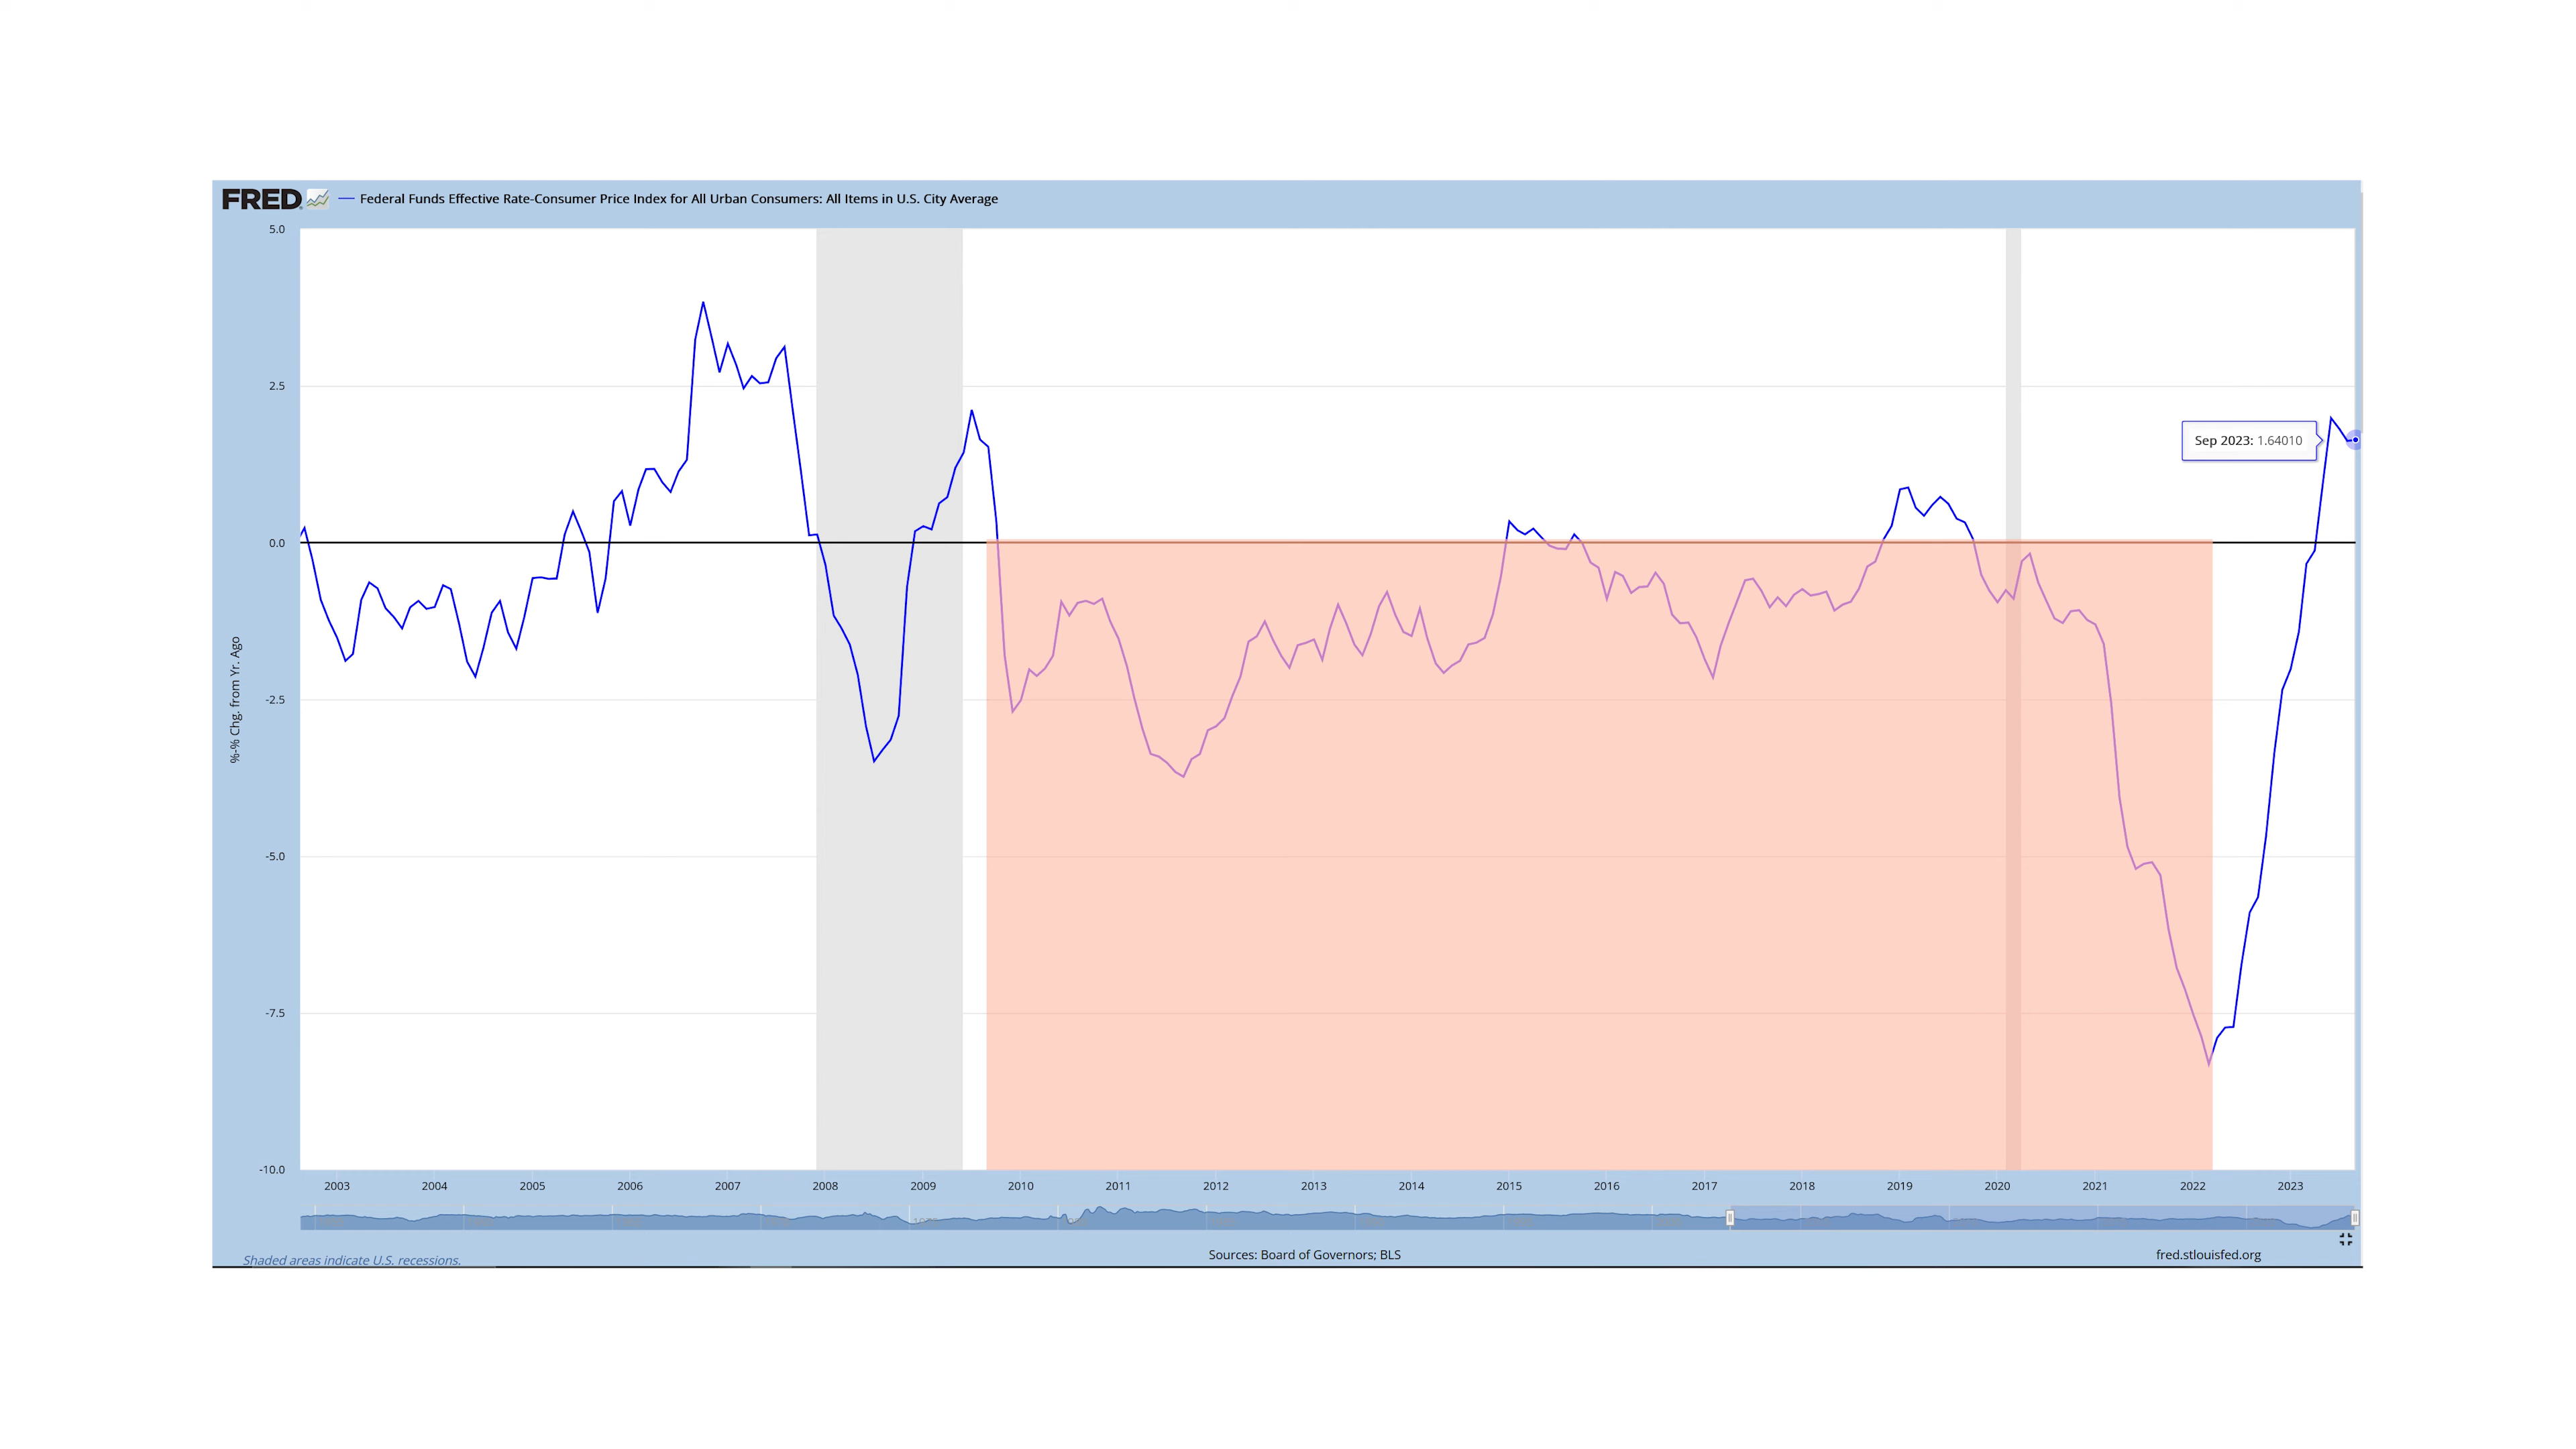 FRED
Federal Funds Effective Rate-Consumer Price Index for All Urban Consumers: All Items in U.S. City Average
5.0
2.5
0.0
-2.5
-5.0
-7.5
-10.0
%-% Chg. from Yr. Ago
Sep 2023: 1.64010
2003 2004 2005 2006 2007 2008 2009 2010 2011 2012 2013 2014 2015 2016 2017 2018 2019 2020 2021 2022 2023
Shaded areas indicate U.S. recessions.
Sources: Board of Governors; BLS
fred.stlouisfed.org